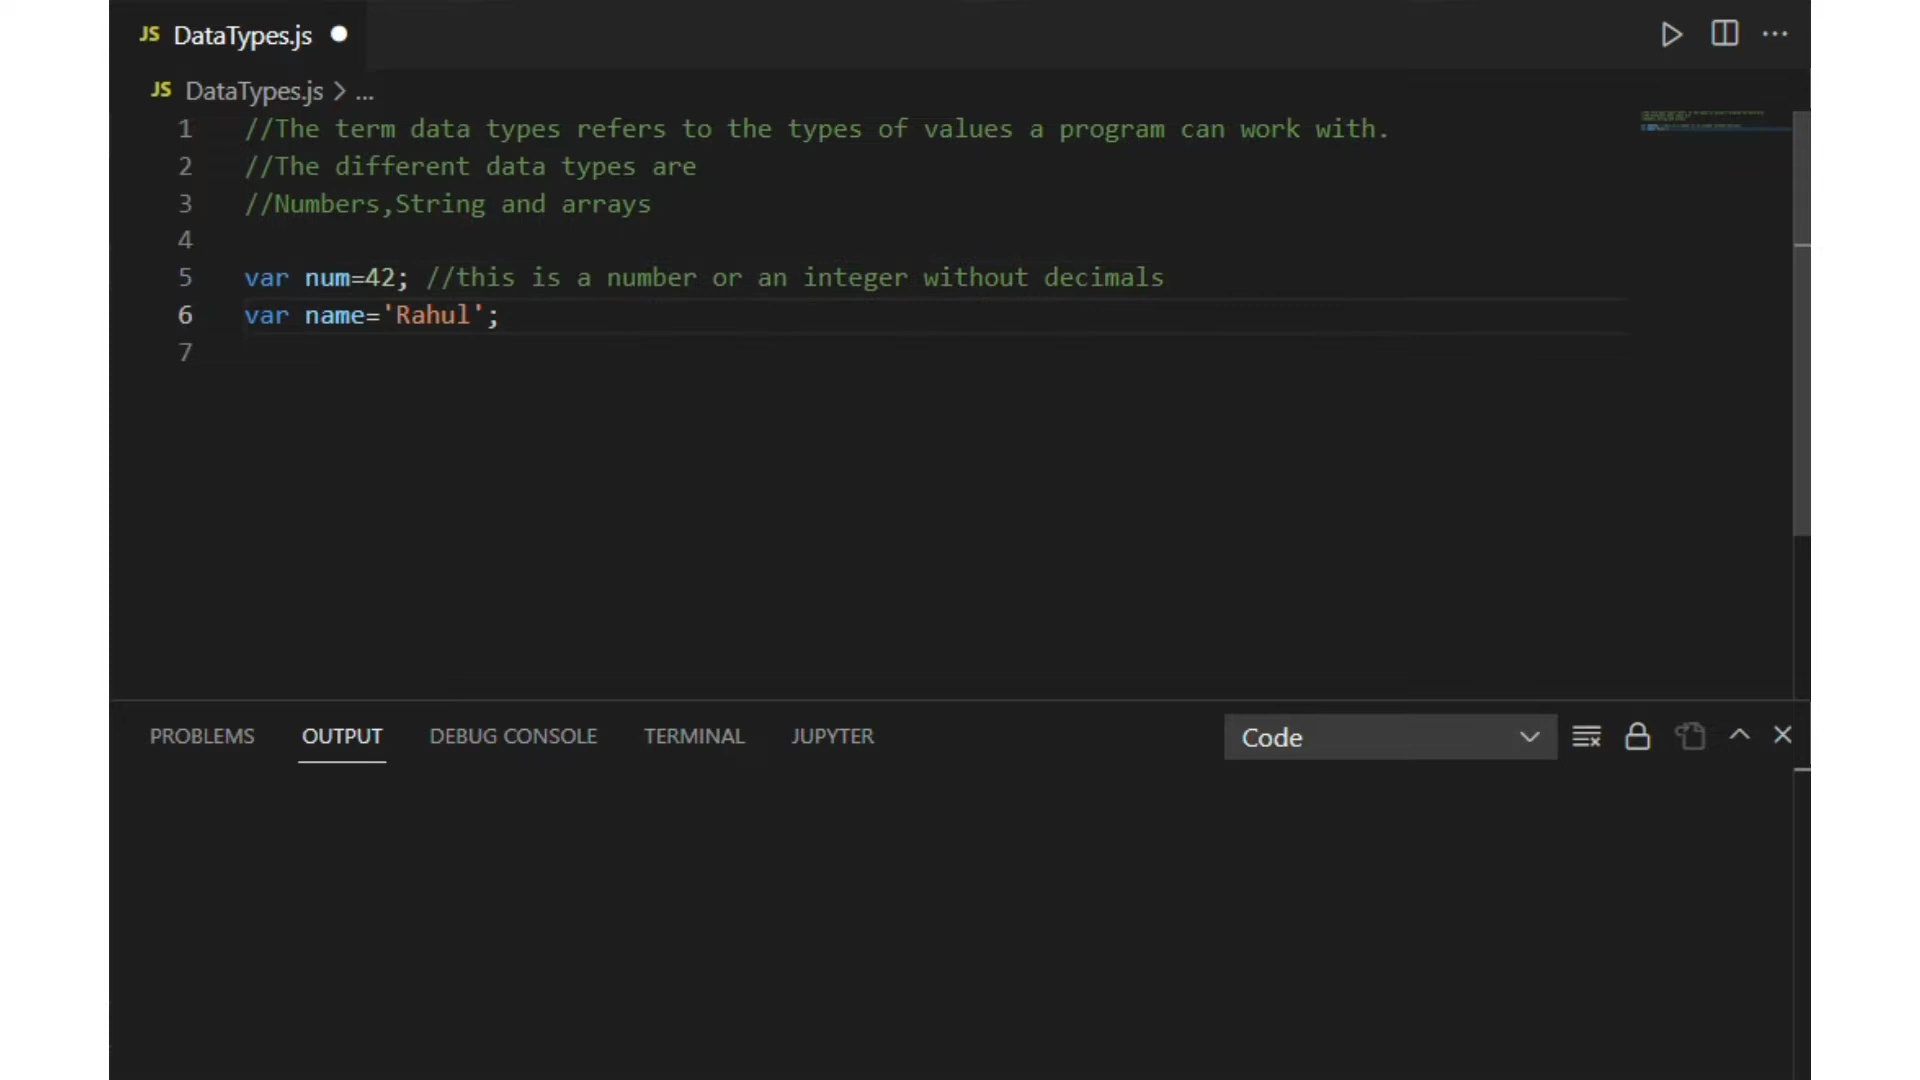 JS DataTypes.js
JS DataTypes.js > ...
1 //The term data types refers to the types of values a program can work with.
2 //The different data types are
3 //Numbers,String and arrays
4
5 var num=42; //this is a number or an integer without decimals
6 var name='Rahul';
7
PROBLEMS OUTPUT DEBUG CONSOLE TERMINAL JUPYTER Code